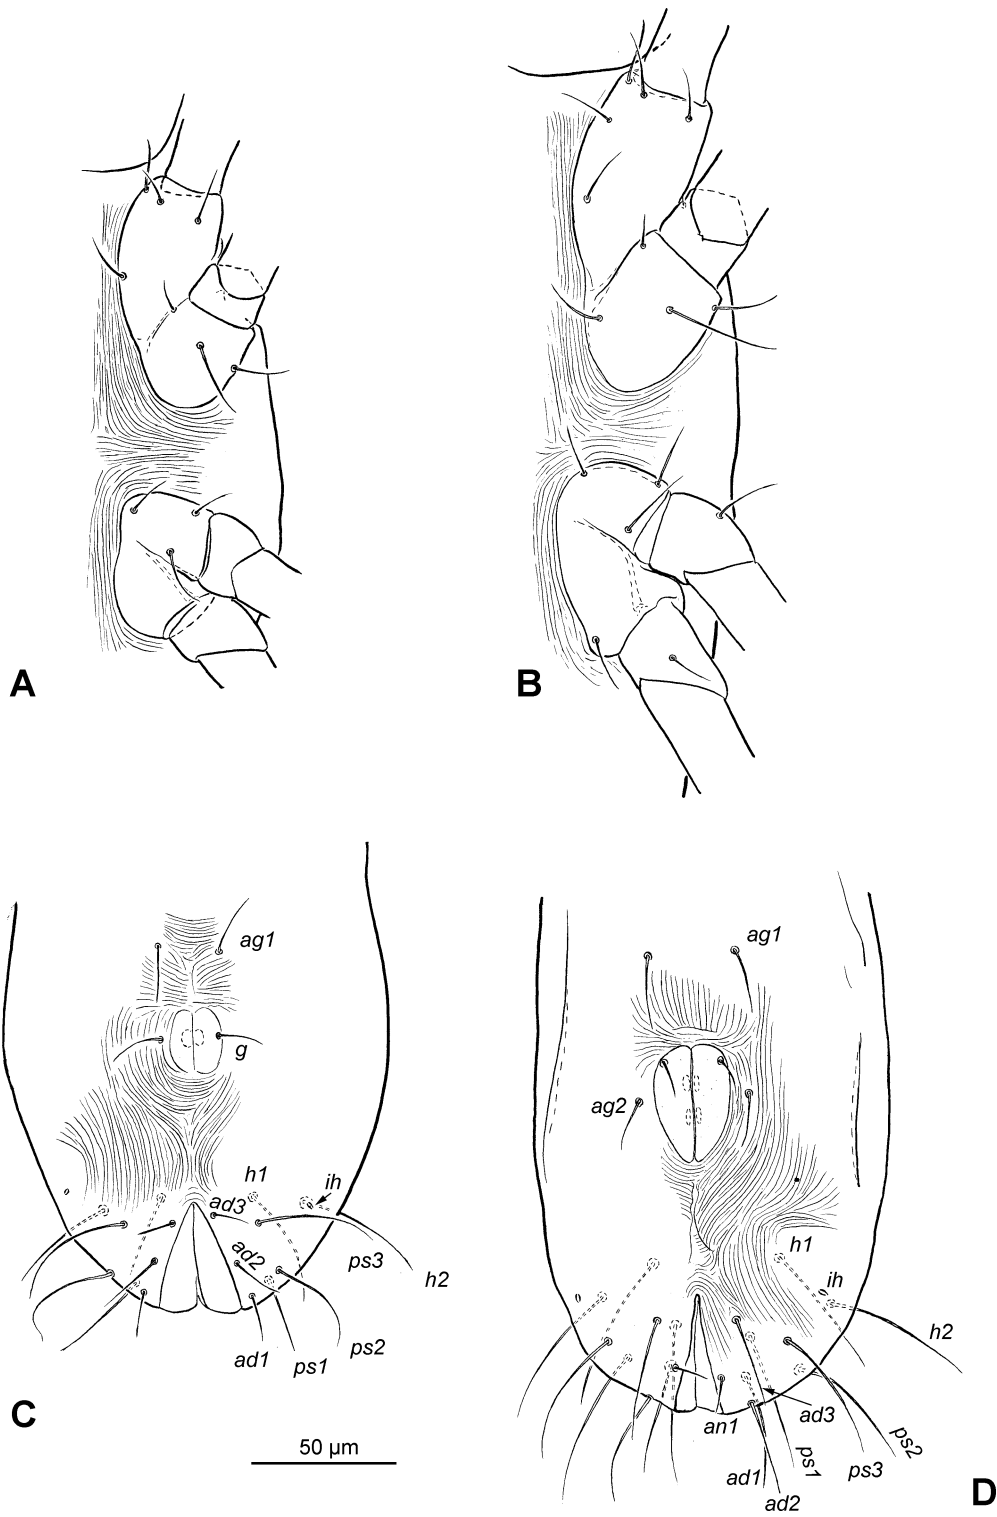 A
B
ag1
g
h1
ih
ad3
ad2
ps3
h2
ps2
ad1
ps1
C
50 µm
ag1
ag2
h1
ih
h2
an1
ad3
ps2
ps3
ps1
ad1
ad2
D